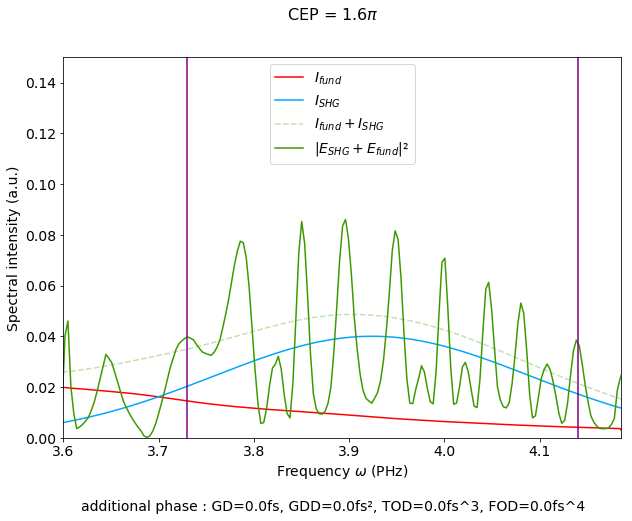 CEP = 1.6π
0.14
0.12
0.10
0.08
0.06
0.04
0.02
0.00
Spectral intensity (a.u.)
I_fund
I_SHG
I_fund + I_SHG
|E_SHG + E_fund|²
3.6 3.7 3.8 3.9 4.0 4.1
Frequency ω (PHz)
additional phase : GD=0.0fs, GDD=0.0fs², TOD=0.0fs^3, FOD=0.0fs^4